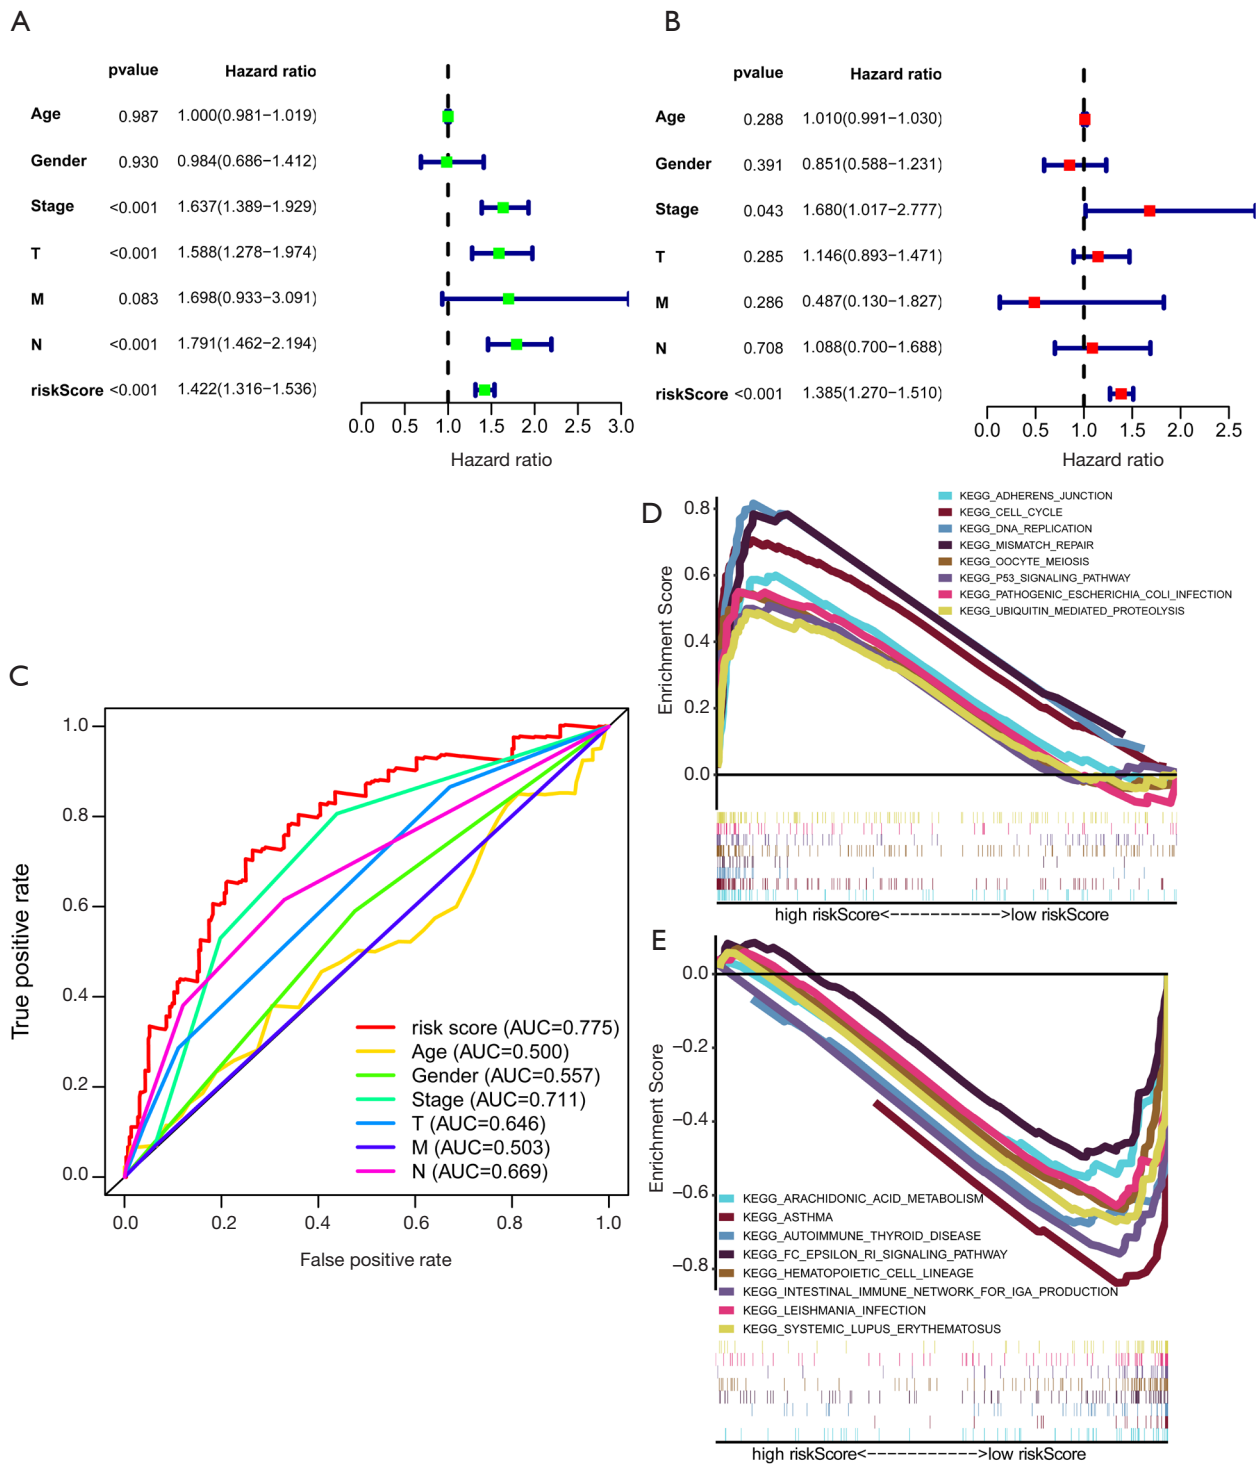 A
pvalue Hazard ratio
Age 0.987 1.000(0.981−1.019)
Gender 0.930 0.984(0.686−1.412)
Stage <0.001 1.637(1.389−1.929)
T <0.001 1.588(1.278−1.974)
M 0.083 1.698(0.933−3.091)
N <0.001 1.791(1.462−2.194)
riskScore <0.001 1.422(1.316−1.536)
0.0 0.5 1.0 1.5 2.0 2.5 3.0
Hazard ratio
B
pvalue Hazard ratio
Age 0.288 1.010(0.991−1.030)
Gender 0.391 0.851(0.588−1.231)
Stage 0.043 1.680(1.017−2.777)
T 0.285 1.146(0.893−1.471)
M 0.286 0.487(0.130−1.827)
N 0.708 1.088(0.700−1.688)
riskScore <0.001 1.385(1.270−1.510)
0.0 0.5 1.0 1.5 2.0 2.5
Hazard ratio
C
True positive rate
1.0
0.8
0.6
0.4
0.2
0.0
risk score (AUC=0.775)
Age (AUC=0.500)
Gender (AUC=0.557)
Stage (AUC=0.711)
T (AUC=0.646)
M (AUC=0.503)
N (AUC=0.669)
0.0 0.2 0.4 0.6 0.8 1.0
False positive rate
D
Enrichment Score
0.8
0.6
0.4
0.2
0.0
KEGG_ADHERENS_JUNCTION
KEGG_CELL_CYCLE
KEGG_DNA_REPLICATION
KEGG_MISMATCH_REPAIR
KEGG_OOCYTE_MEIOSIS
KEGG_P53_SIGNALING_PATHWAY
KEGG_PATHOGENIC_ESCHERICHIA_COLI_INFECTION
KEGG_UBIQUITIN_MEDIATED_PROTEOLYSIS
high riskScore<----------->low riskScore
E
Enrichment Score
0.0
−0.2
−0.4
−0.6
−0.8
KEGG_ARACHIDONIC_ACID_METABOLISM
KEGG_ASTHMA
KEGG_AUTOIMMUNE_THYROID_DISEASE
KEGG_FC_EPSILON_RI_SIGNALING_PATHWAY
KEGG_HEMATOPOIETIC_CELL_LINEAGE
KEGG_INTESTINAL_IMMUNE_NETWORK_FOR_IGA_PRODUCTION
KEGG_LEISHMANIA_INFECTION
KEGG_SYSTEMIC_LUPUS_ERYTHEMATOSUS
high riskScore<----------->low riskScore